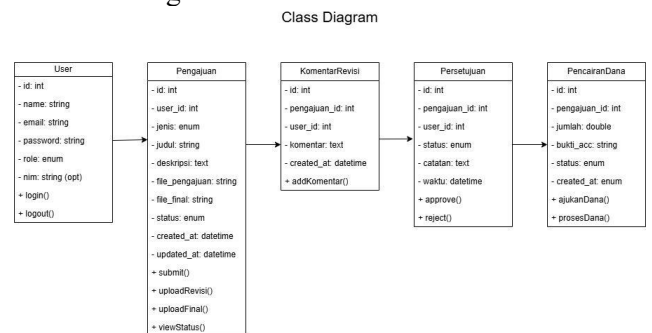 Class Diagram
User
- id: int
- name: string
- email: string
- password: string
- role: enum
- nim: string (opt)
+ login()
+ logout()
Pengajuan
- id: int
- user_id: int
- jenis: enum
- judul: string
- deskripsi: text
- file_pengajuan: string
- file_final: string
- status: enum
- created_at: datetime
- updated_at: datetime
+ submit()
+ uploadRevisi()
+ uploadFinal()
+ viewStatus()
KomentarRevisi
- id: int
- pengajuan_id: int
- user_id: int
- komentar: text
- created_at: datetime
+ addKomentar()
Persetujuan
- id: int
- pengajuan_id: int
- user_id: int
- status: enum
- catatan: text
- waktu: datetime
+ approve()
+ reject()
PencairanDana
- id: int
- pengajuan_id: int
- jumlah: double
- bukti_acc: string
- status: enum
- created_at: enum
+ ajukanDana()
+ prosesDana()